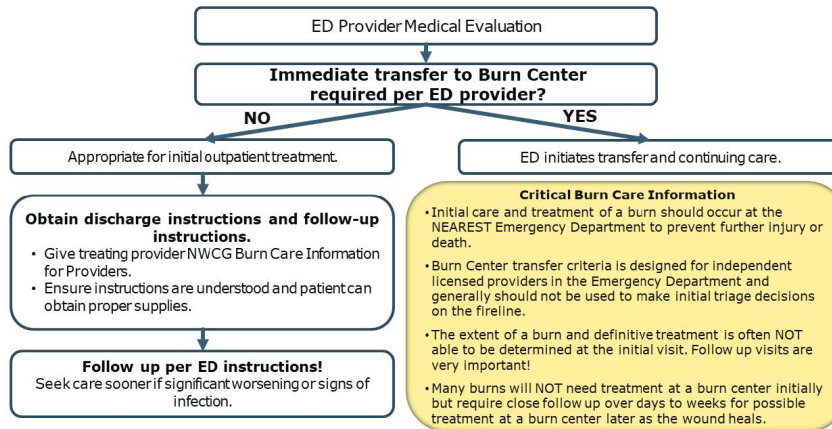 ED Provider Medical Evaluation
Immediate transfer to Burn Center
required per ED provider?
NO
YES
Appropriate for initial outpatient treatment.
ED initiates transfer and continuing care.
Obtain discharge instructions and follow-up
instructions.
• Give treating provider NWCG Burn Care Information
for Providers.
• Ensure instructions are understood and patient can
obtain proper supplies.
Follow up per ED instructions!
Seek care sooner if significant worsening or signs of
infection.
Critical Burn Care Information
• Initial care and treatment of a burn should occur at the
NEAREST Emergency Department to prevent further injury or
death.
• Burn Center transfer criteria is designed for independent
licensed providers in the Emergency Department and
generally should not be used to make initial triage decisions
on the fireline.
• The extent of a burn and definitive treatment is often NOT
able to be determined at the initial visit. Follow up visits are
very important!
• Many burns will NOT need treatment at a burn center initially
but require close follow up over days to weeks for possible
treatment at a burn center later as the wound heals.